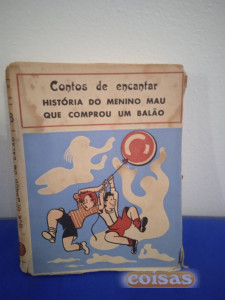 Contos de encantar
HISTÓRIA DO MENINO MAU
QUE COMPROU UM BALÃO
coisas